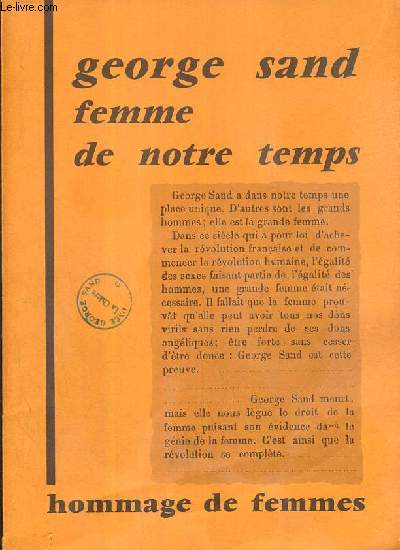 © Le-livre.com
george sand
femme
de notre temps
George Sand a dans notre temps une
place unique. D'autres sont les grands
hommes; elle est la grande femme.
Dans ce siècle qui a pour loi d'ache-
ver la révolution française et de com-
mencer la révolution humaine, l'égalité
des sexes faisant partie de l'égalité des
hommes, une grande femme était né-
cessaire. Il fallait que la femme prou-
vât qu'elle peut avoir tous nos dons
virils sans rien perdre de ses dons
angéliques; être forte sans cesser
d'être douce : George Sand est cette
preuve.
George Sand meurt,
mais elle nous lègue le droit de la
femme puisant son évidence dans le
génie de la femme. C'est ainsi que la
révolution se complète.
GEORGE SAND
hommage de femmes